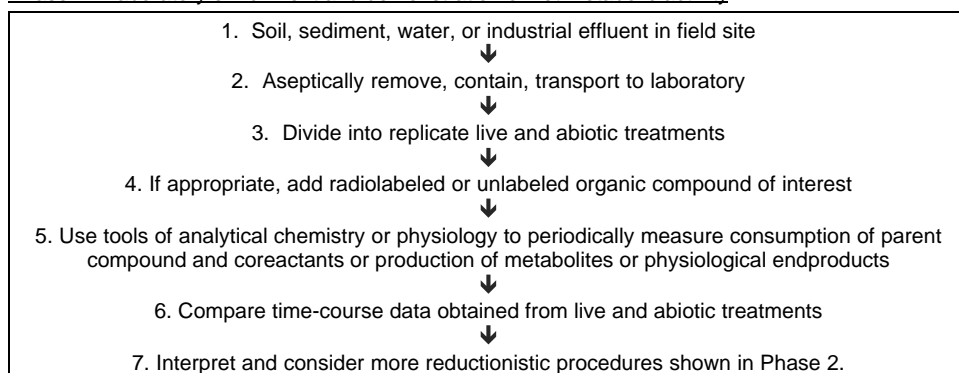 1. Soil, sediment, water, or industrial effluent in field site
2. Aseptically remove, contain, transport to laboratory
3. Divide into replicate live and abiotic treatments
4. If appropriate, add radiolabeled or unlabeled organic compound of interest
5. Use tools of analytical chemistry or physiology to periodically measure consumption of parent
compound and coreactants or production of metabolites or physiological endproducts
6. Compare time-course data obtained from live and abiotic treatments
7. Interpret and consider more reductionistic procedures shown in Phase 2.